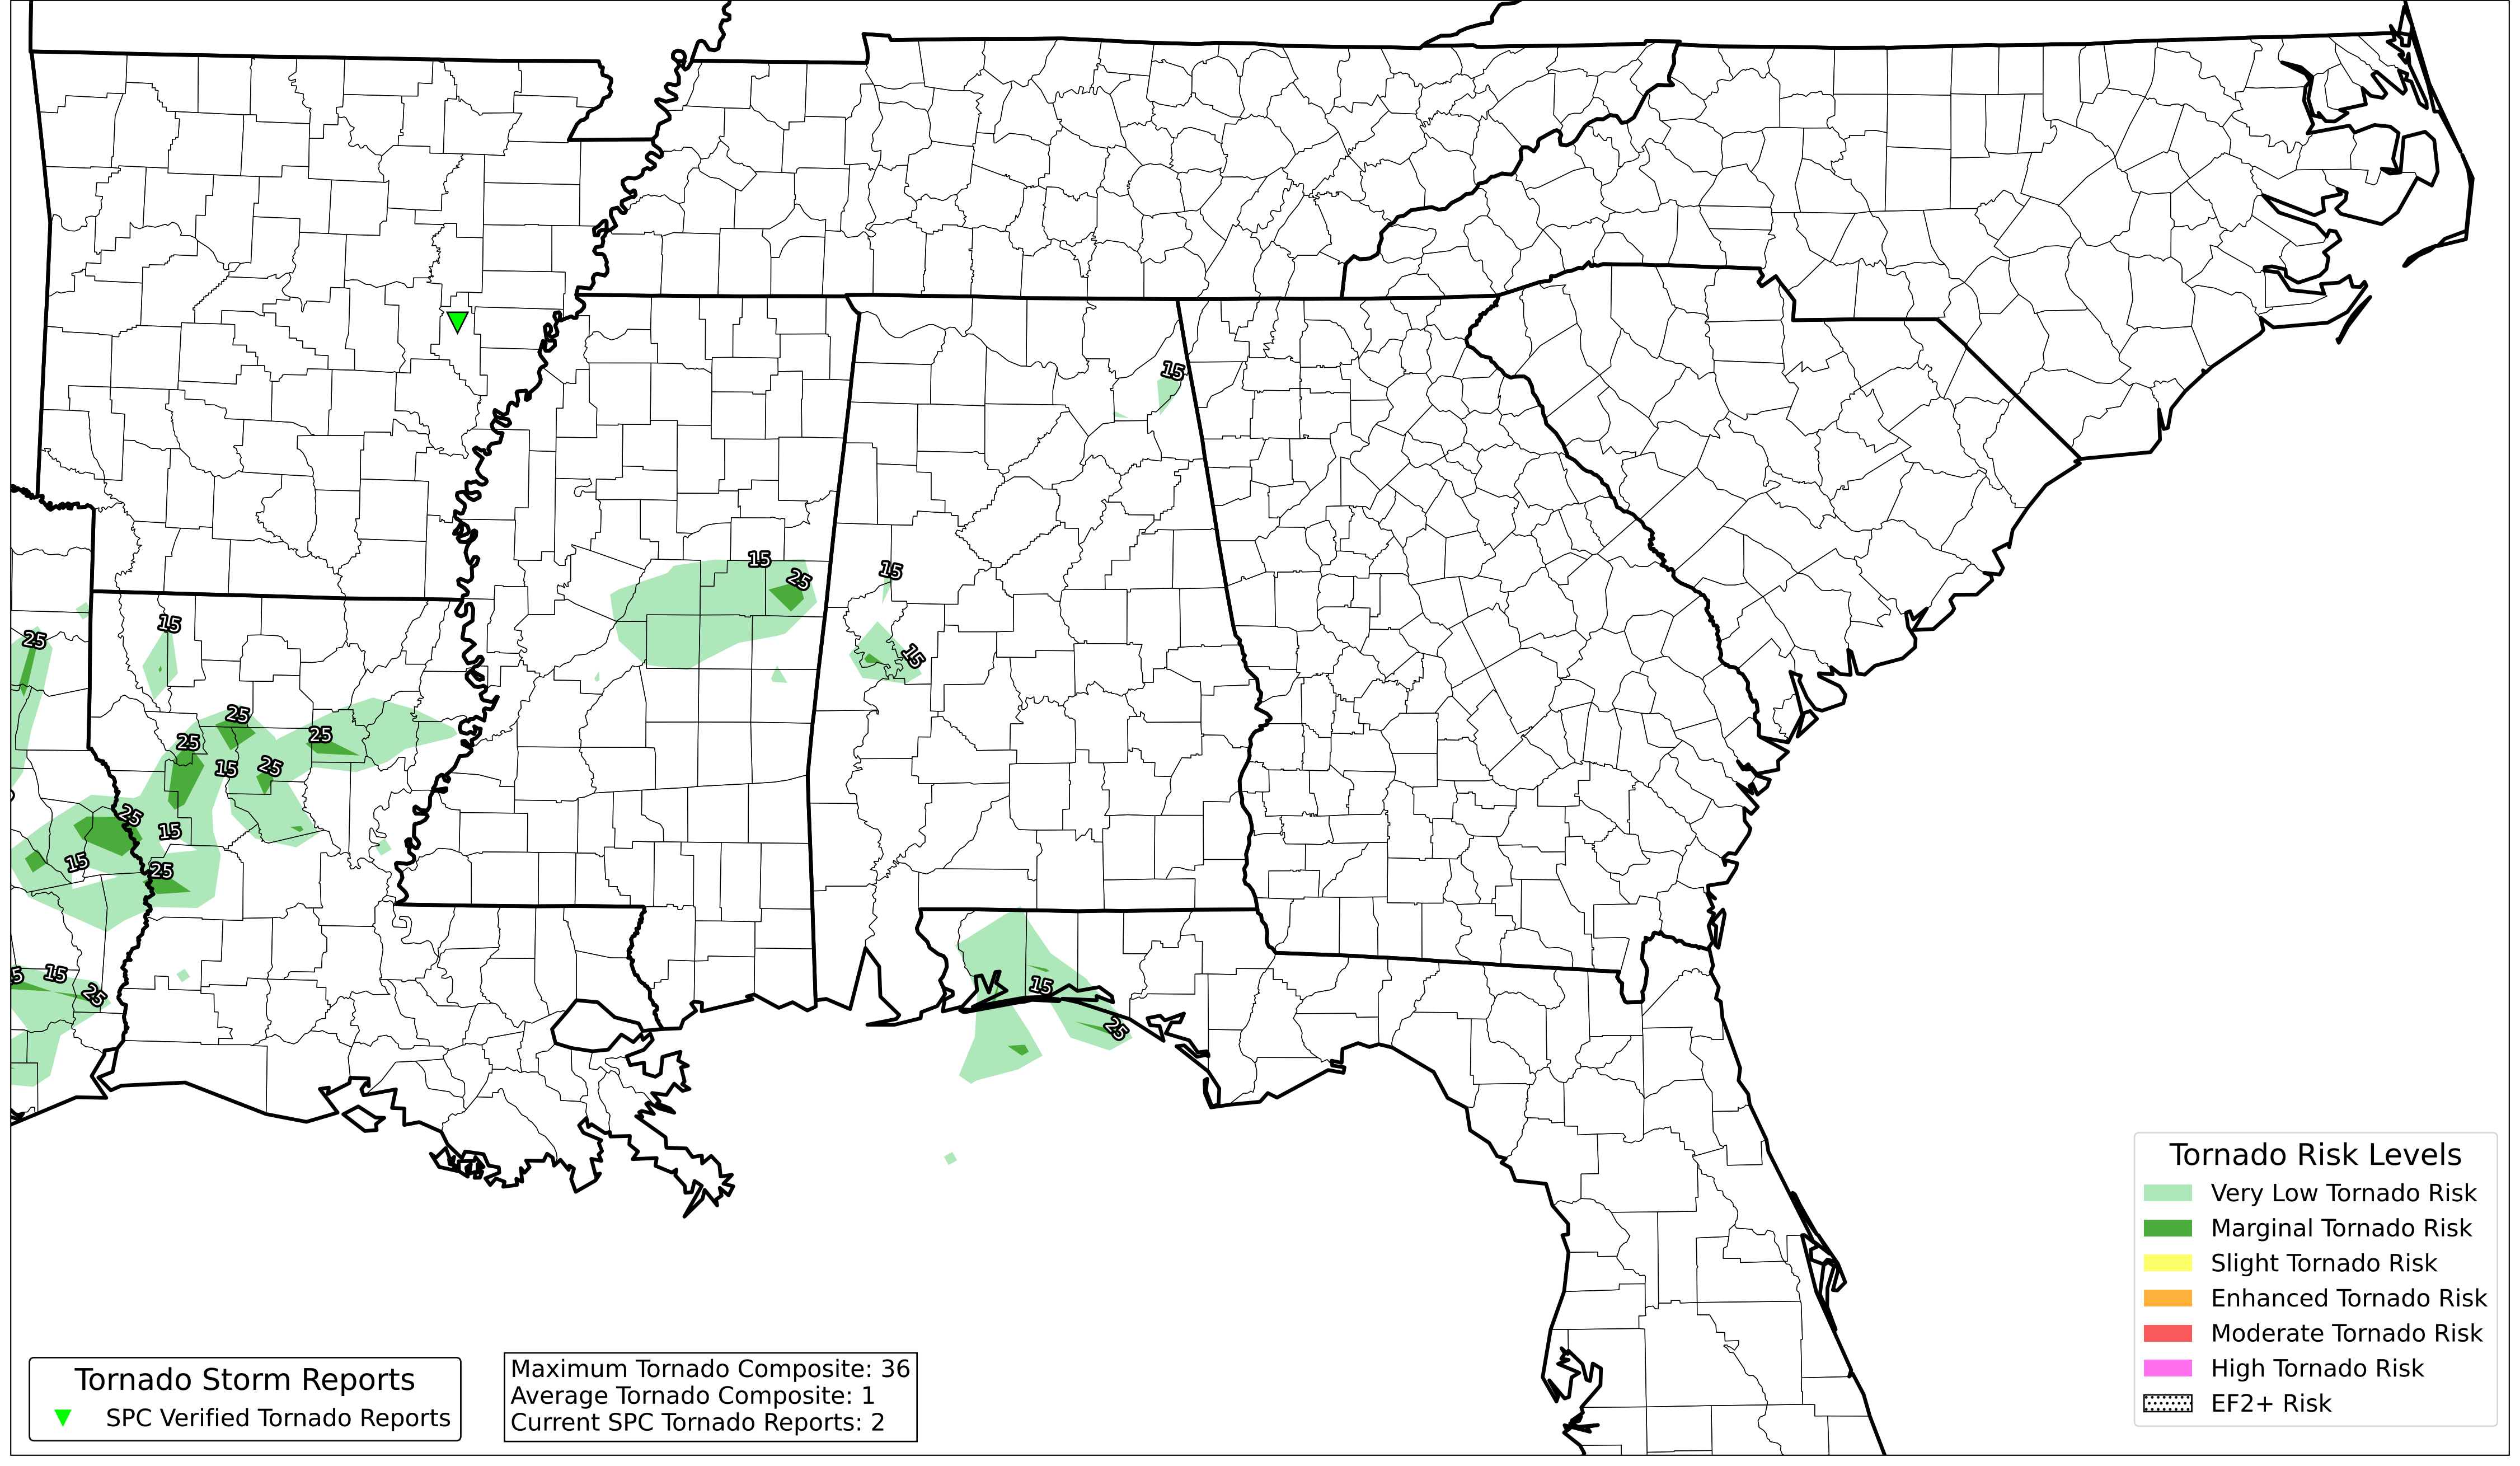 15
15
25
15
15
25
15
15
25
25
25
15
25
25
15
15
25
15
25
15
25
Tornado Risk Levels
Very Low Tornado Risk
Marginal Tornado Risk
Slight Tornado Risk
Enhanced Tornado Risk
Moderate Tornado Risk
High Tornado Risk
EF2+ Risk
Tornado Storm Reports
SPC Verified Tornado Reports
Maximum Tornado Composite: 36
Average Tornado Composite: 1
Current SPC Tornado Reports: 2